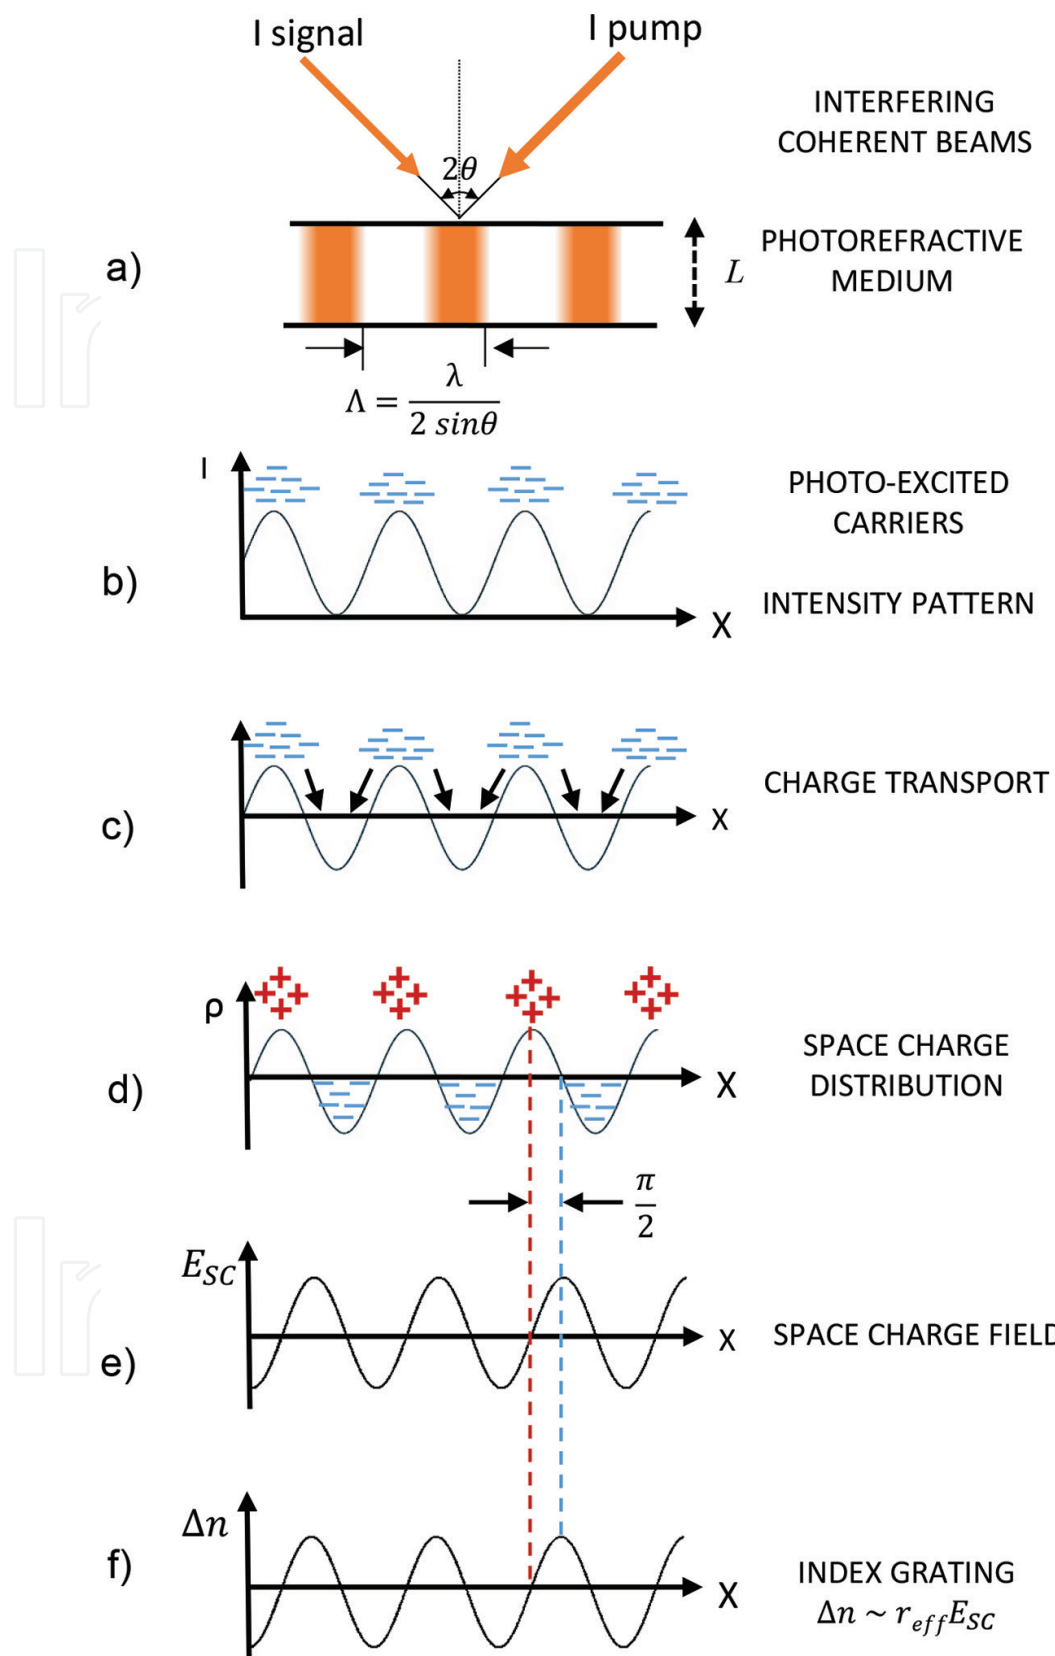 I signal
I pump
INTERFERING
COHERENT BEAMS
2θ
PHOTOREFRACTIVE
MEDIUM
a)
L
Λ = λ / 2 sinθ
I
PHOTO-EXCITED
CARRIERS
b)
INTENSITY PATTERN
X
CHARGE TRANSPORT
c)
X
ρ
SPACE CHARGE
DISTRIBUTION
d)
X
π/2
E_SC
e)
X
SPACE CHARGE FIELD
Δn
f)
X
INDEX GRATING
Δn ~ r_eff E_SC